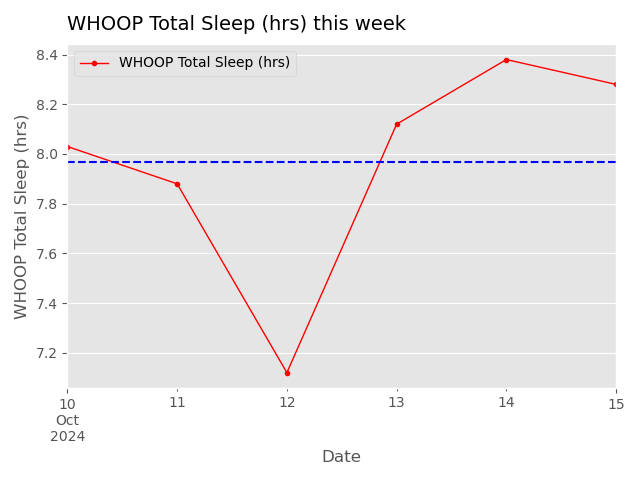 WHOOP Total Sleep (hrs) this week
WHOOP Total Sleep (hrs)
WHOOP Total Sleep (hrs)
8.4
8.2
8.0
7.8
7.6
7.4
7.2
10 11 12 13 14 15
Oct
2024
Date